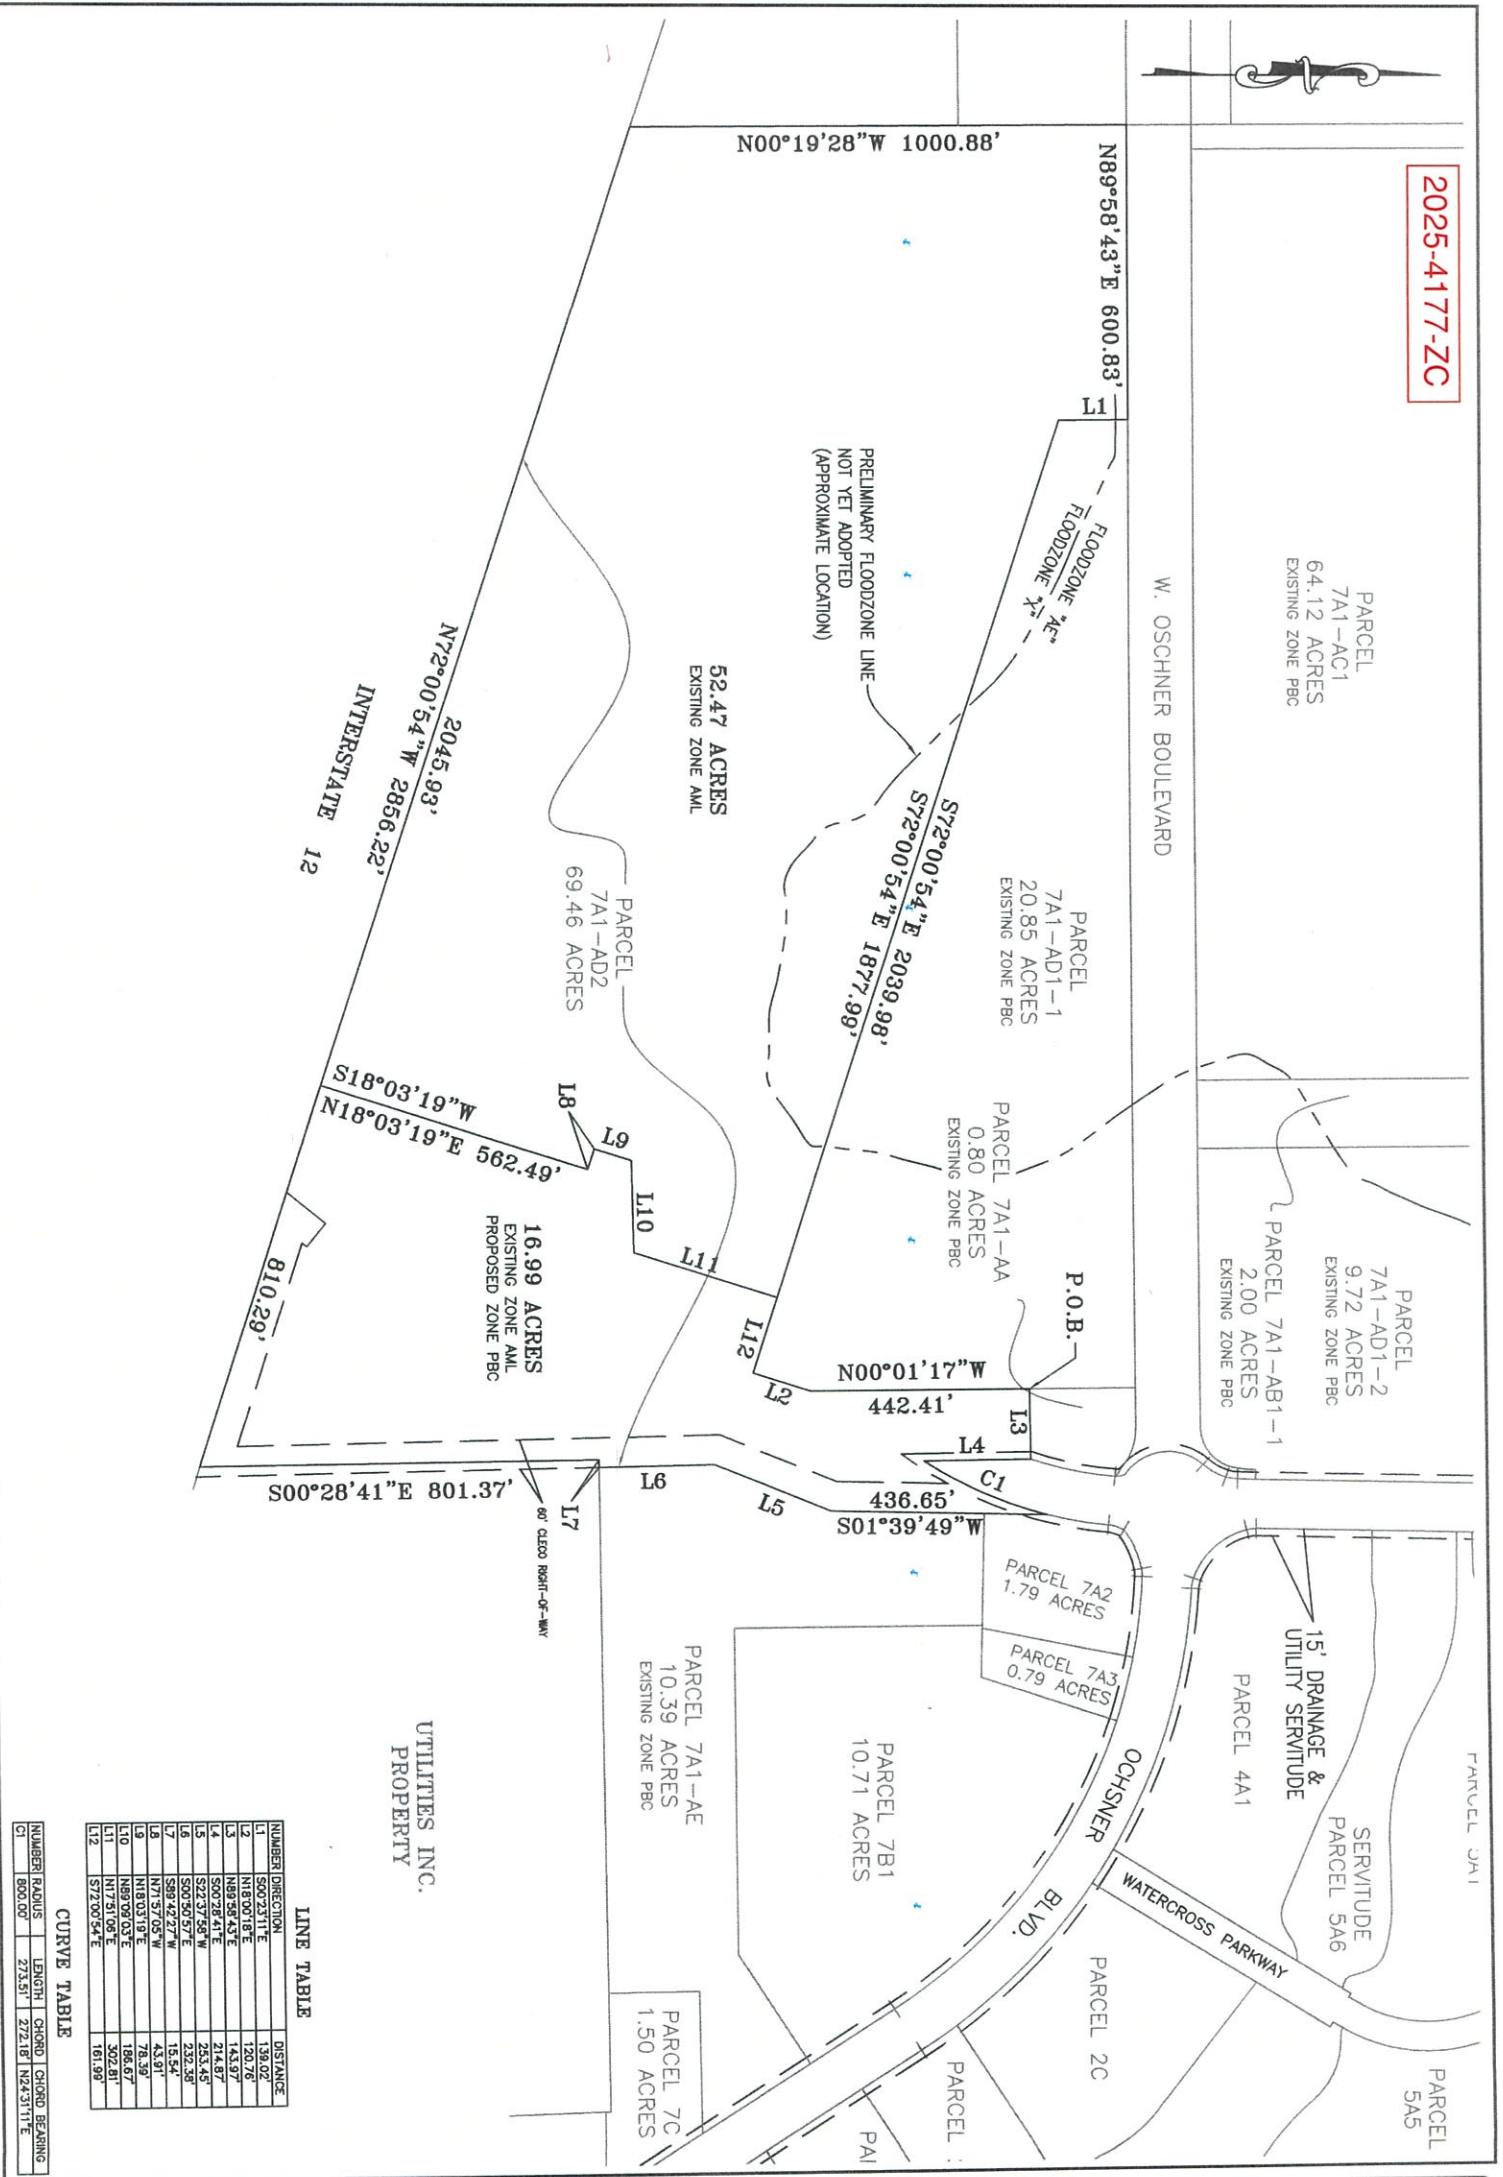 2025-4177-ZC
PARCEL
7A1-AC1
64.12 ACRES
EXISTING ZONE PBC
W. OSCHNER BOULEVARD
N89°58'43"E 600.83'
N00°19'28"W 1000.88'
L1
FLOODZONE "AE"
FLOODZONE "X"
PRELIMINARY FLOODZONE LINE
NOT YET ADOPTED
(APPROXIMATE LOCATION)
52.47 ACRES
EXISTING ZONE AML
S72°00'54"E 2039.98'
S72°00'54"E 1877.99'
PARCEL
7A1-AD1-1
20.85 ACRES
EXISTING ZONE PBC
PARCEL 7A1-AA
0.80 ACRES
EXISTING ZONE PBC
PARCEL
7A1-AD1-2
9.72 ACRES
EXISTING ZONE PBC
PARCEL 7A1-AB1-1
2.00 ACRES
EXISTING ZONE PBC
P.O.B.
N00°01'17"W
442.41'
L3
L4
C1
L2
L12
L11
L10
L9
L8
PARCEL
7A1-AD2
69.46 ACRES
2045.93'
N72°00'54"W 2856.22'
INTERSTATE 12
S18°03'19"W
N18°03'19"E 562.49'
16.99 ACRES
EXISTING ZONE AML
PROPOSED ZONE PBC
810.29'
S00°28'41"E 801.37'
L7
60' CLECO RIGHT-OF-WAY
L6
L5
436.65'
S01°39'49"W
PARCEL 7A2
1.79 ACRES
PARCEL 7A3
0.79 ACRES
15' DRAINAGE &
UTILITY SERVITUDE
PARCEL 4A1
SERVITUDE
PARCEL 5A6
PARCEL 5A1
PARCEL 7A1-AE
10.39 ACRES
EXISTING ZONE PBC
PARCEL 7B1
10.71 ACRES
OCHSNER BLVD.
WATERCROSS PARKWAY
PARCEL 2C
PARCEL
5A5
PARCEL
PAI
PARCEL 7C
1.50 ACRES
UTILITIES INC.
PROPERTY
LINE TABLE
NUMBER DIRECTION DISTANCE
L1 S00°23'11"E 139.02'
L2 N18°00'18"E 120.76'
L3 N89°58'43"E 143.97'
L4 S00°28'41"E 214.87'
L5 S22°37'58"W 253.45'
L6 S00°50'57"E 232.38'
L7 S89°42'27"W 15.54'
L8 N71°57'05"W 43.91'
L9 N18°03'19"E 78.39'
L10 N89°09'03"E 186.67'
L11 N17°51'06"E 302.81'
L12 S72°00'54"E 161.99'
CURVE TABLE
NUMBER RADIUS LENGTH CHORD CHORD BEARING
C1 800.00' 273.51' 272.18' N24°31'11"E